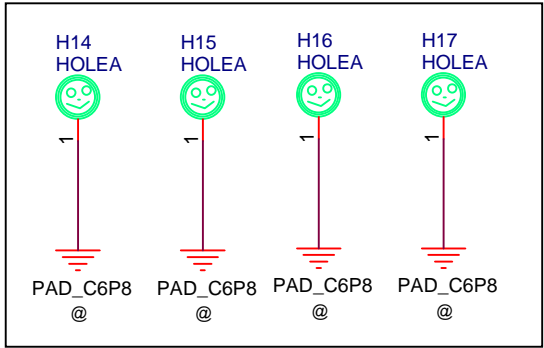 H14
HOLEA
H15
HOLEA
H16
HOLEA
H17
HOLEA
1
1
1
1
PAD_C6P8
@
PAD_C6P8
@
PAD_C6P8
@
PAD_C6P8
@